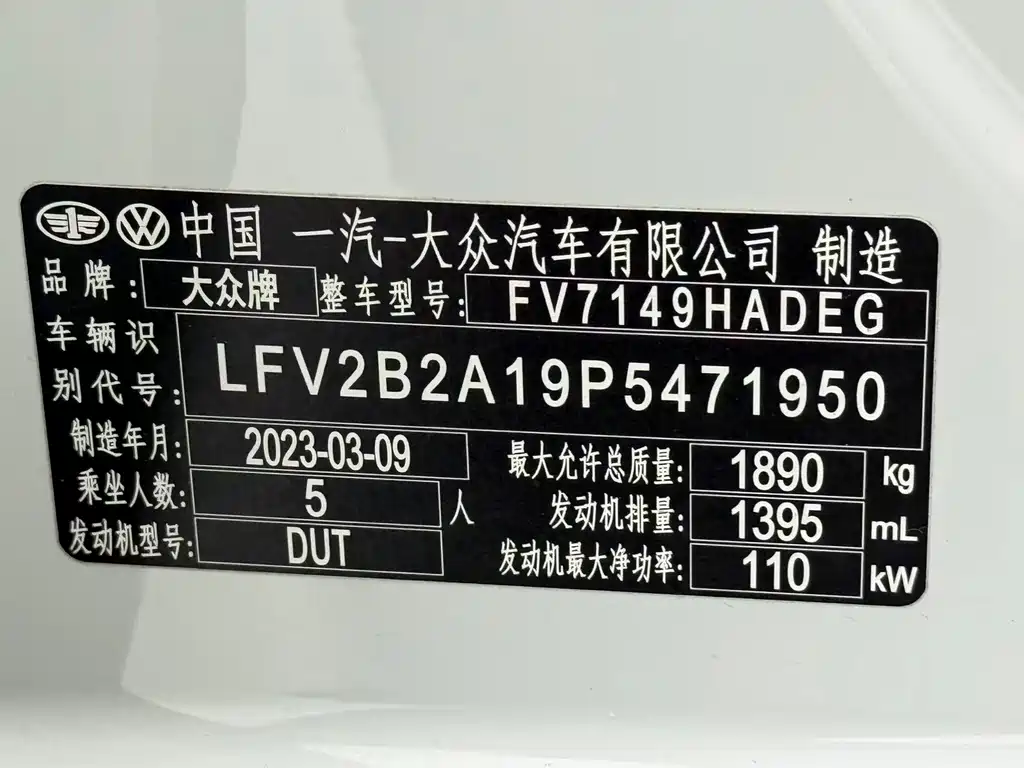 中国 一汽-大众汽车有限公司 制造
品牌: 大众牌 整车型号: FV7149HADEG
车辆识别代号: LFV2B2A19P5471950
制造年月: 2023-03-09 最大允许总质量: 1890 kg
乘坐人数: 5 人 发动机排量: 1395 mL
发动机型号: DUT 发动机最大净功率: 110 kW